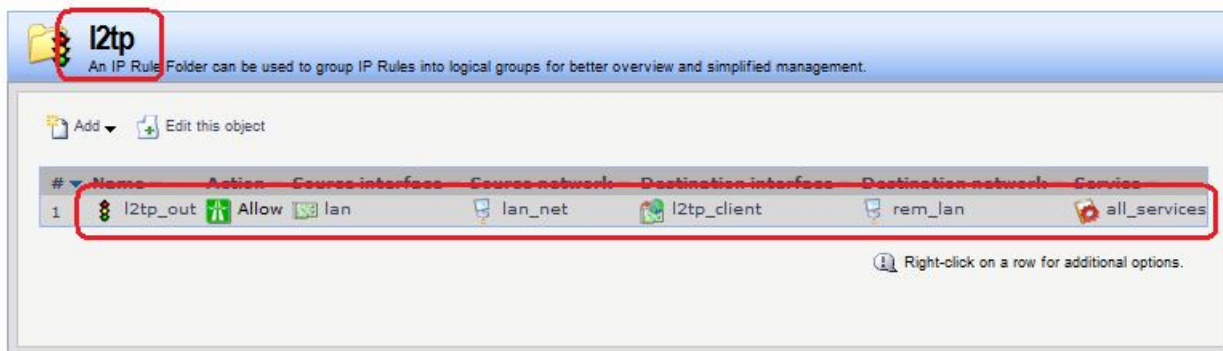 l2tp
An IP Rule Folder can be used to group IP Rules into logical groups for better overview and simplified management.
Add Edit this object
# Name Action Source interface Source network Destination interface Destination network Service
1 l2tp_out Allow lan lan_net l2tp_client rem_lan all_services
Right-click on a row for additional options.